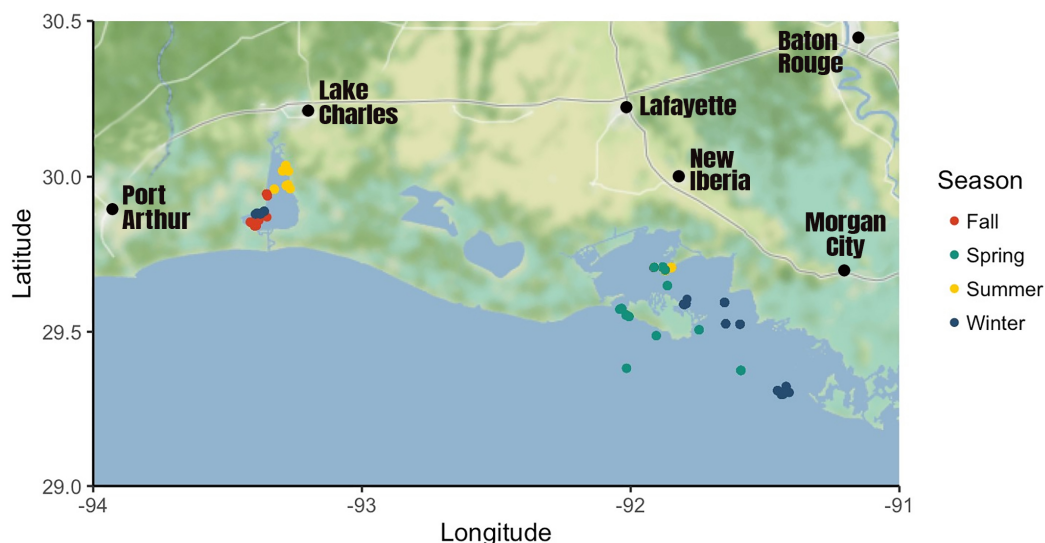 30.5
30.0
29.5
29.0
Latitude
-94
-93
-92
-91
Longitude
Baton
Rouge
Lake
Charles
Lafayette
New
Iberia
Port
Arthur
Morgan
City
Season
Fall
Spring
Summer
Winter